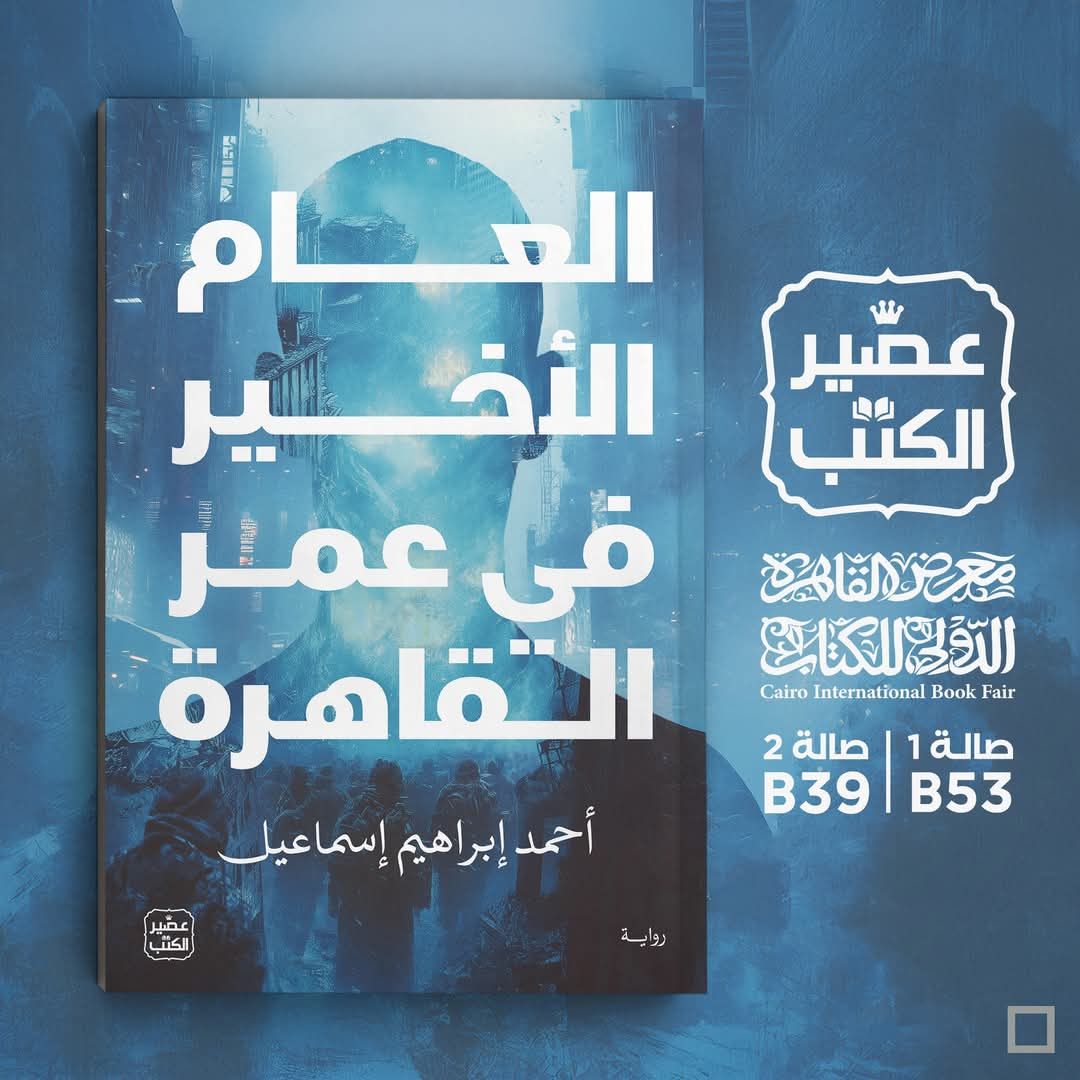 العام
الأخير
في عمر
القاهرة
أحمد إبراهيم إسماعيل
رواية
عصير
الكتب
عصير
الكتب
معرض القاهرة
الدولي للكتاب
Cairo International Book Fair
صالة 1
B53
صالة 2
B39